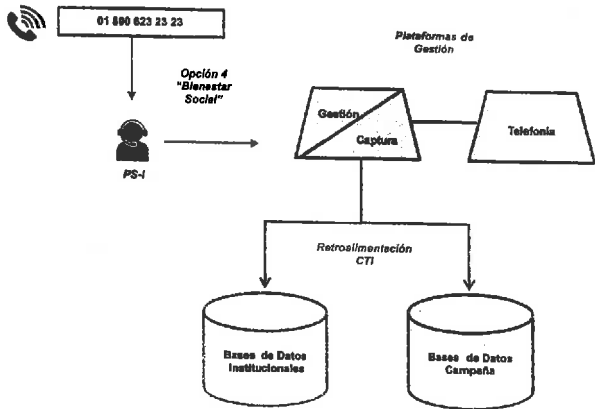 01 800 623 23 23
Plataformas de
Gestión
Opción 4
"Bienestar
Social"
Gestión
Captura
Telefonía
PS-I
Retroalimentación
CTI
Bases de Datos
Institucionales
Bases de Datos
Campaña